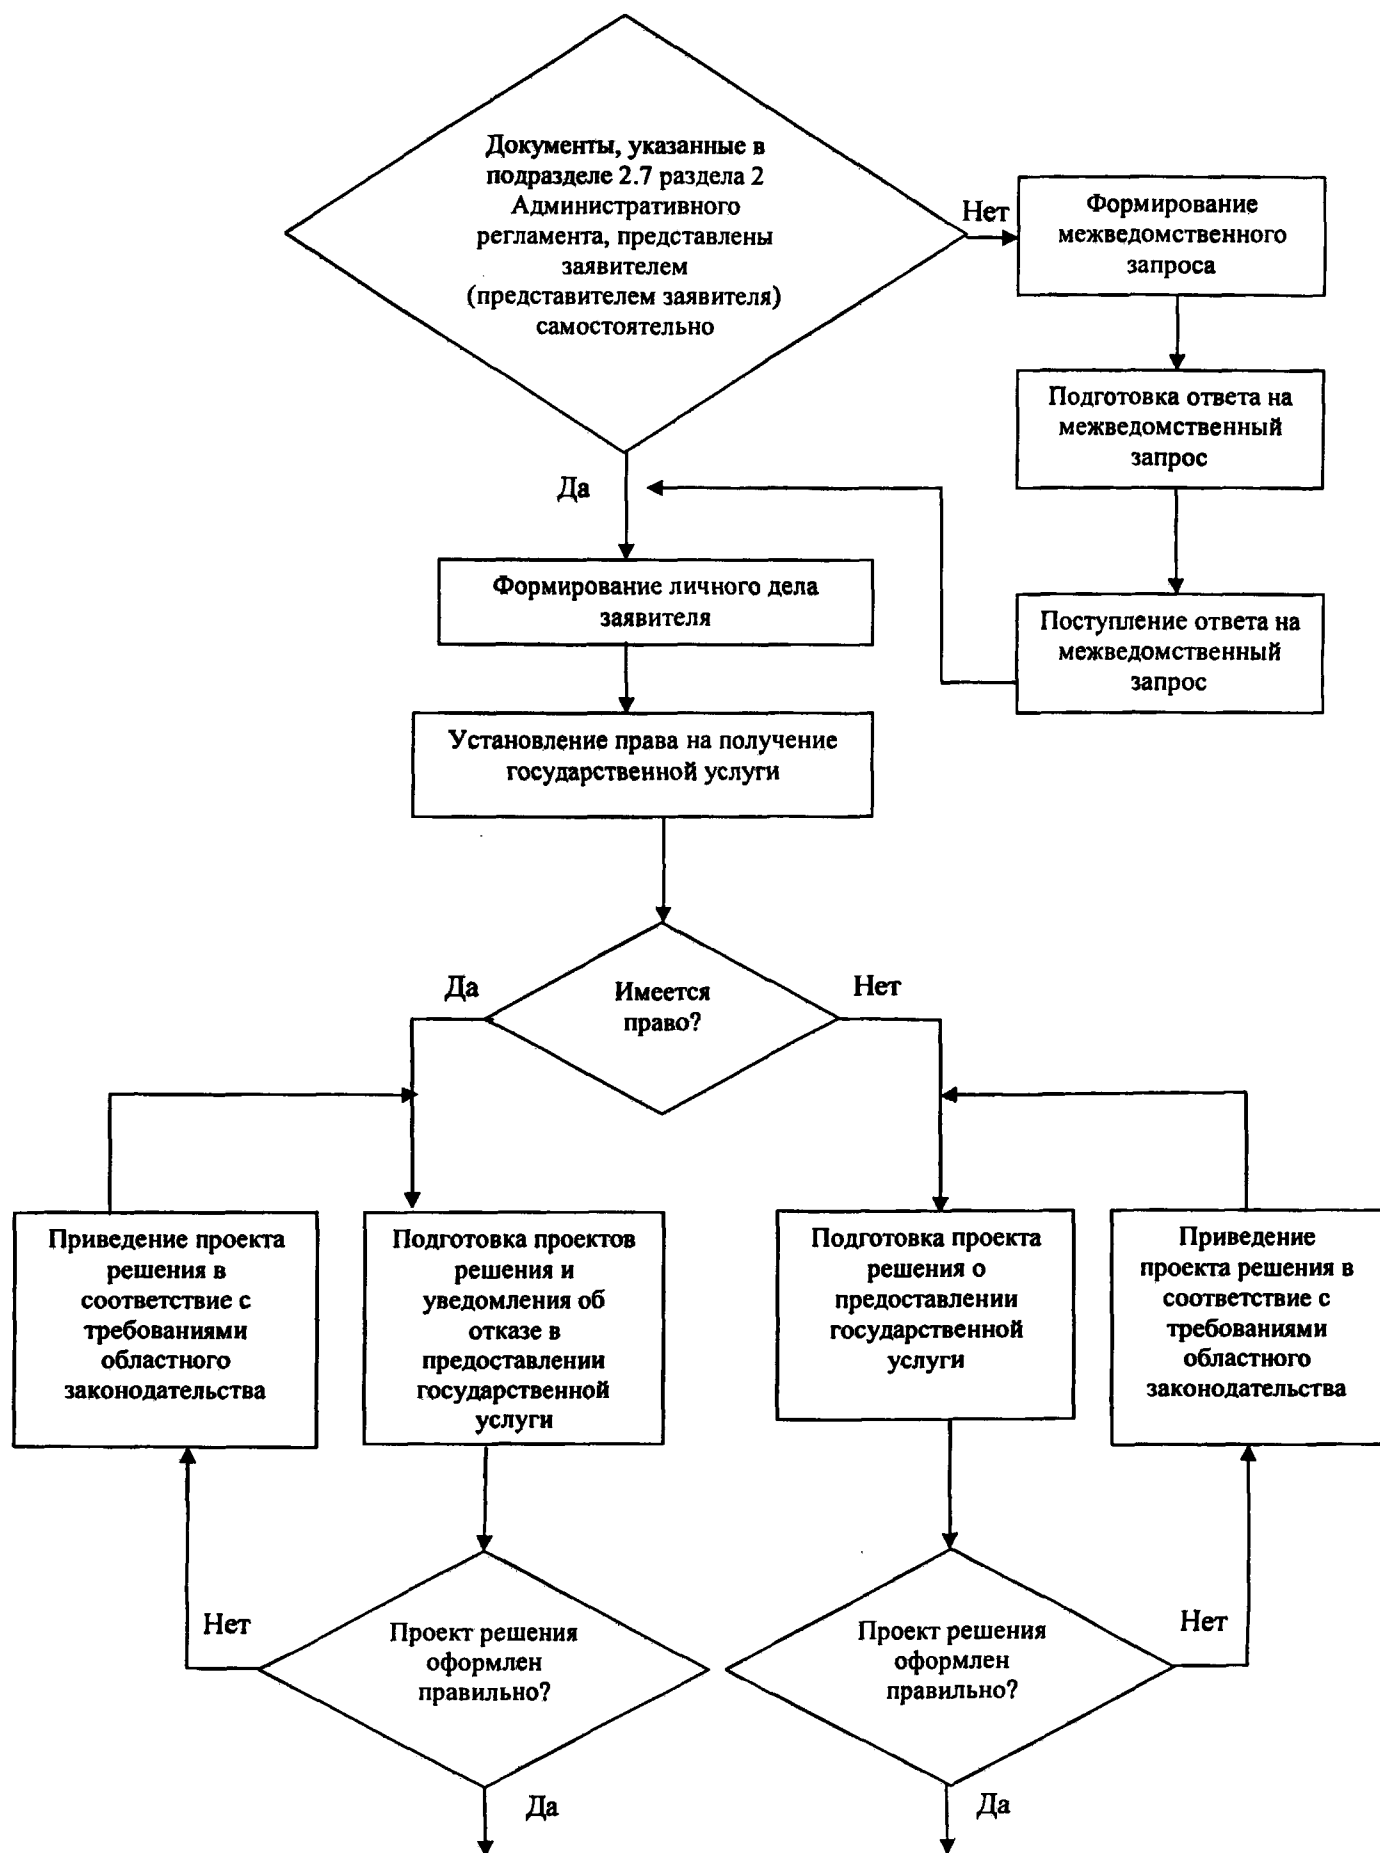 Документы, указанные в
подразделе 2.7 раздела 2
Административного
регламента, представлены
заявителем
(представителем заявителя)
самостоятельно
Нет
Формирование
межведомственного
запроса
Подготовка ответа на
межведомственный
запрос
Да
Формирование личного дела
заявителя
Поступление ответа на
межведомственный
запрос
Установление права на получение
государственной услуги
Да
Имеется
право?
Нет
Приведение проекта
решения в
соответствие с
требованиями
областного
законодательства
Подготовка проектов
решения и
уведомления об
отказе в
предоставлении
государственной
услуги
Подготовка проекта
решения о
предоставлении
государственной
услуги
Приведение
проекта решения в
соответствие с
требованиями
областного
законодательства
Нет
Проект решения
оформлен
правильно?
Проект решения
оформлен
правильно?
Нет
Да
Да